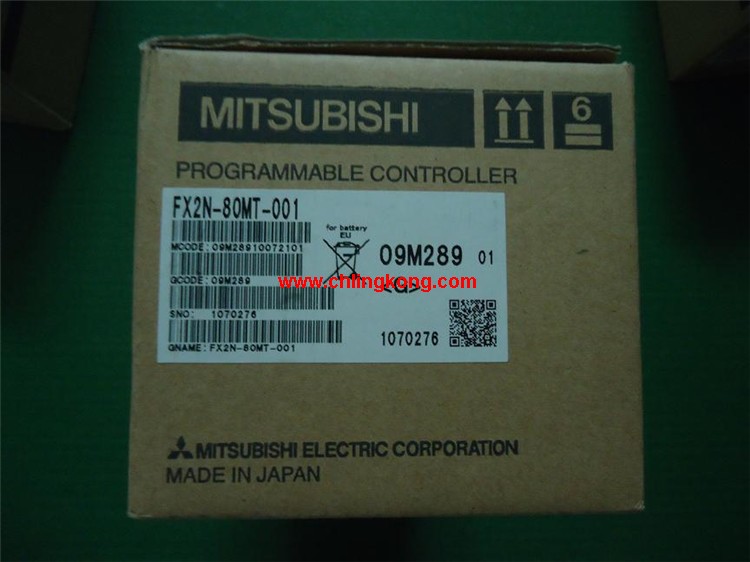 MITSUBISHI
6
PROGRAMMABLE CONTROLLER
FX2N-80MT-001
for battery
EU
MCODE: 09M28910072101
09M289 01
GCODE: 09M289
www.chlingkong.com
<G>
SNO: 1070276
1070276
GNAME: FX2N-80MT-001
MITSUBISHI ELECTRIC CORPORATION
MADE IN JAPAN